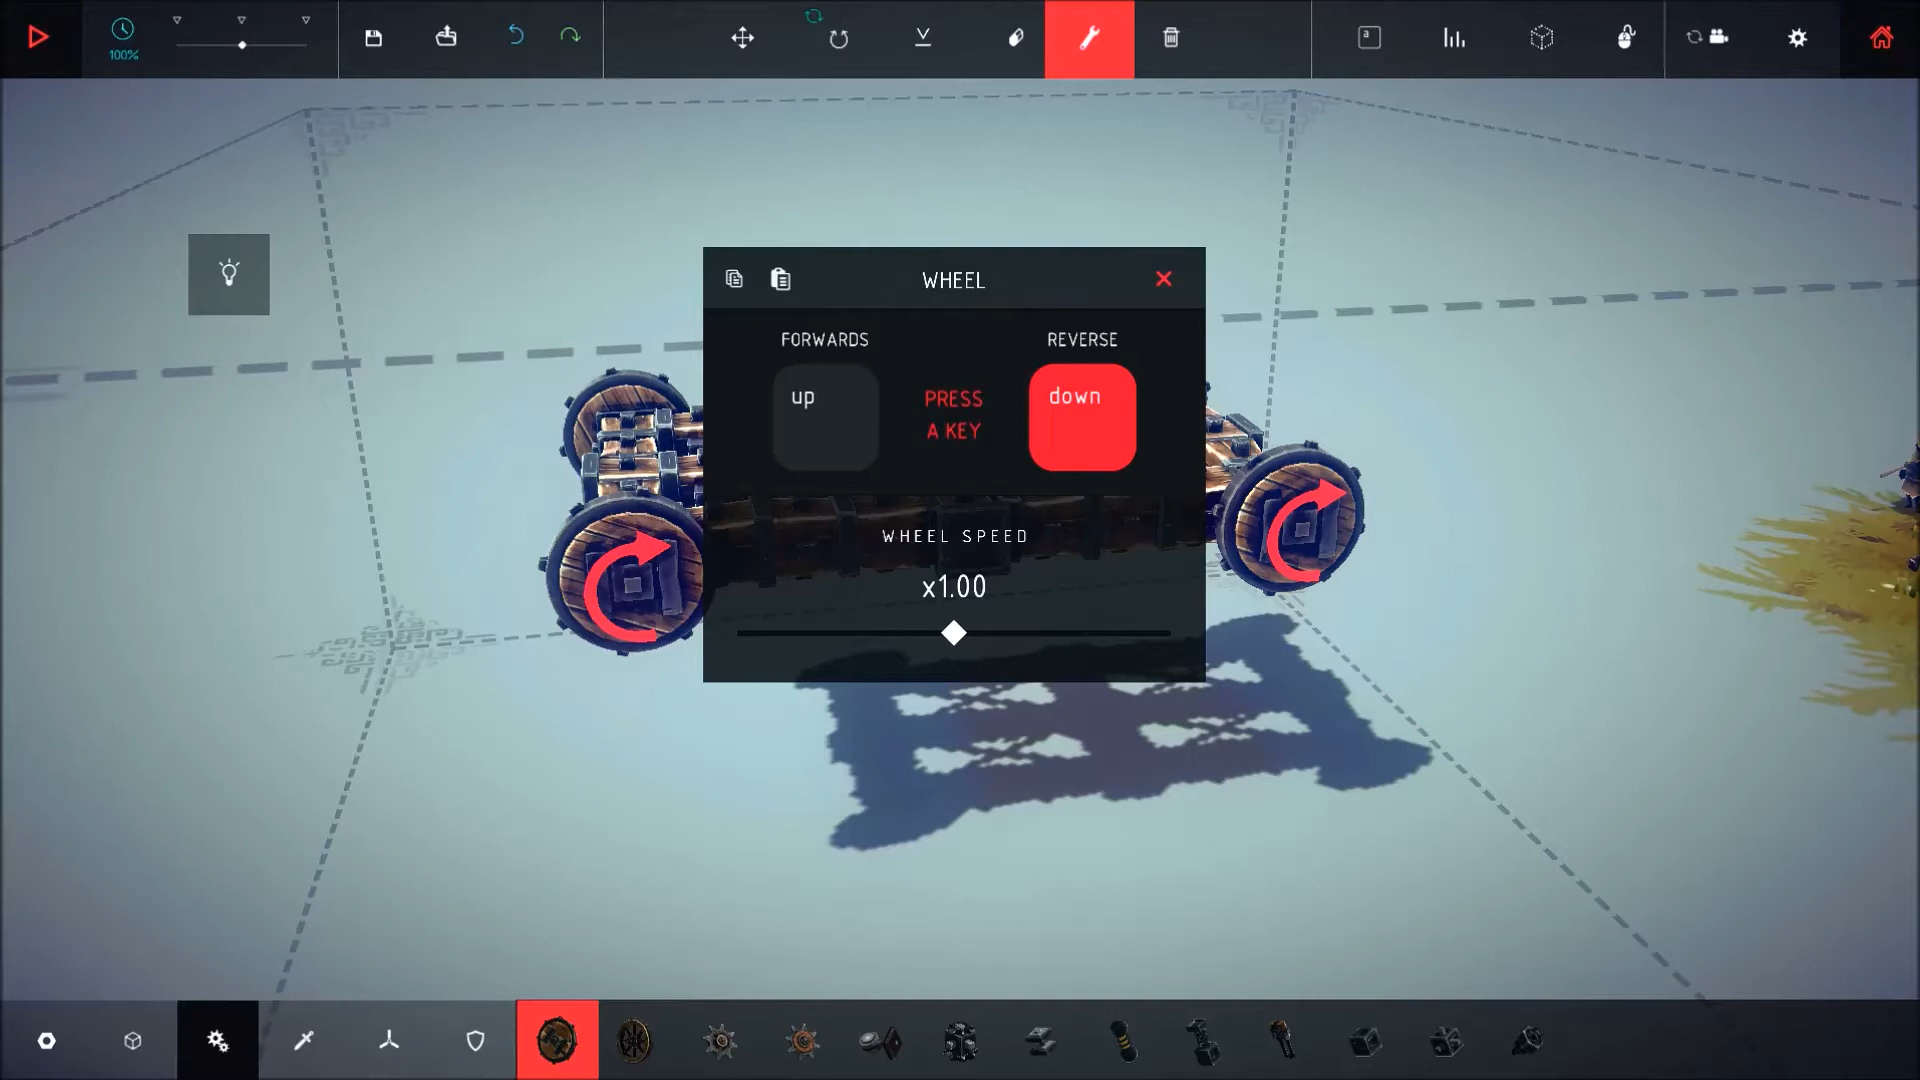 100%
a
WHEEL
FORWARDS
REVERSE
up
PRESS
A KEY
down
WHEEL SPEED
x1.00